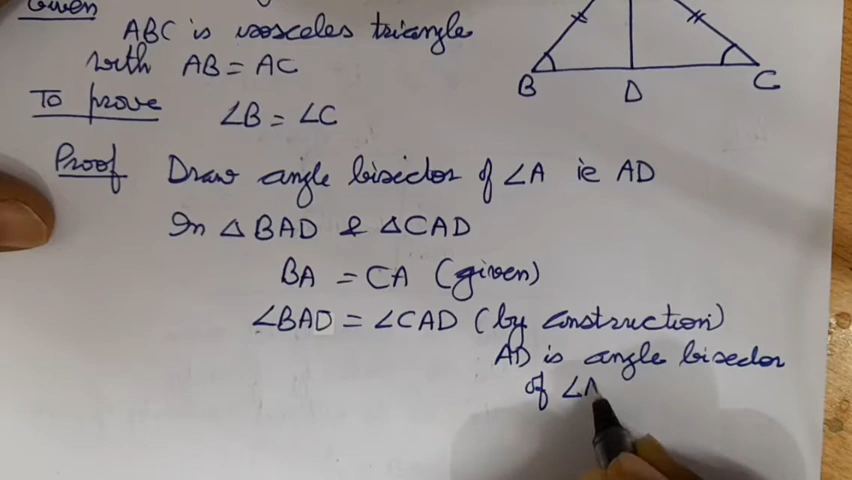 Given
ABC is isosceles triangle
with AB = AC
To prove ∠B = ∠C
B D C
Proof Draw angle bisector of ∠A ie AD
In △BAD & △CAD
BA = CA (given)
∠BAD = ∠CAD (by construction)
AD is angle bisector
of ∠A